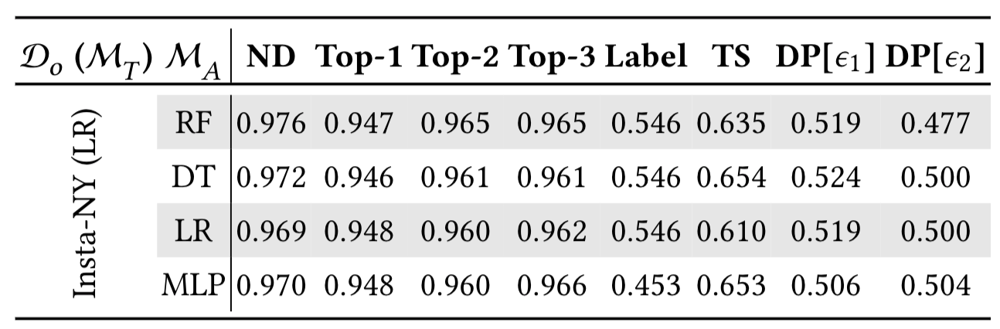 𝒟ₒ (ℳ_T) ℳ_A ND Top-1 Top-2 Top-3 Label TS DP[ϵ₁] DP[ϵ₂]
Insta-NY (LR)
RF 0.976 0.947 0.965 0.965 0.546 0.635 0.519 0.477
DT 0.972 0.946 0.961 0.961 0.546 0.654 0.524 0.500
LR 0.969 0.948 0.960 0.962 0.546 0.610 0.519 0.500
MLP 0.970 0.948 0.960 0.966 0.453 0.653 0.506 0.504